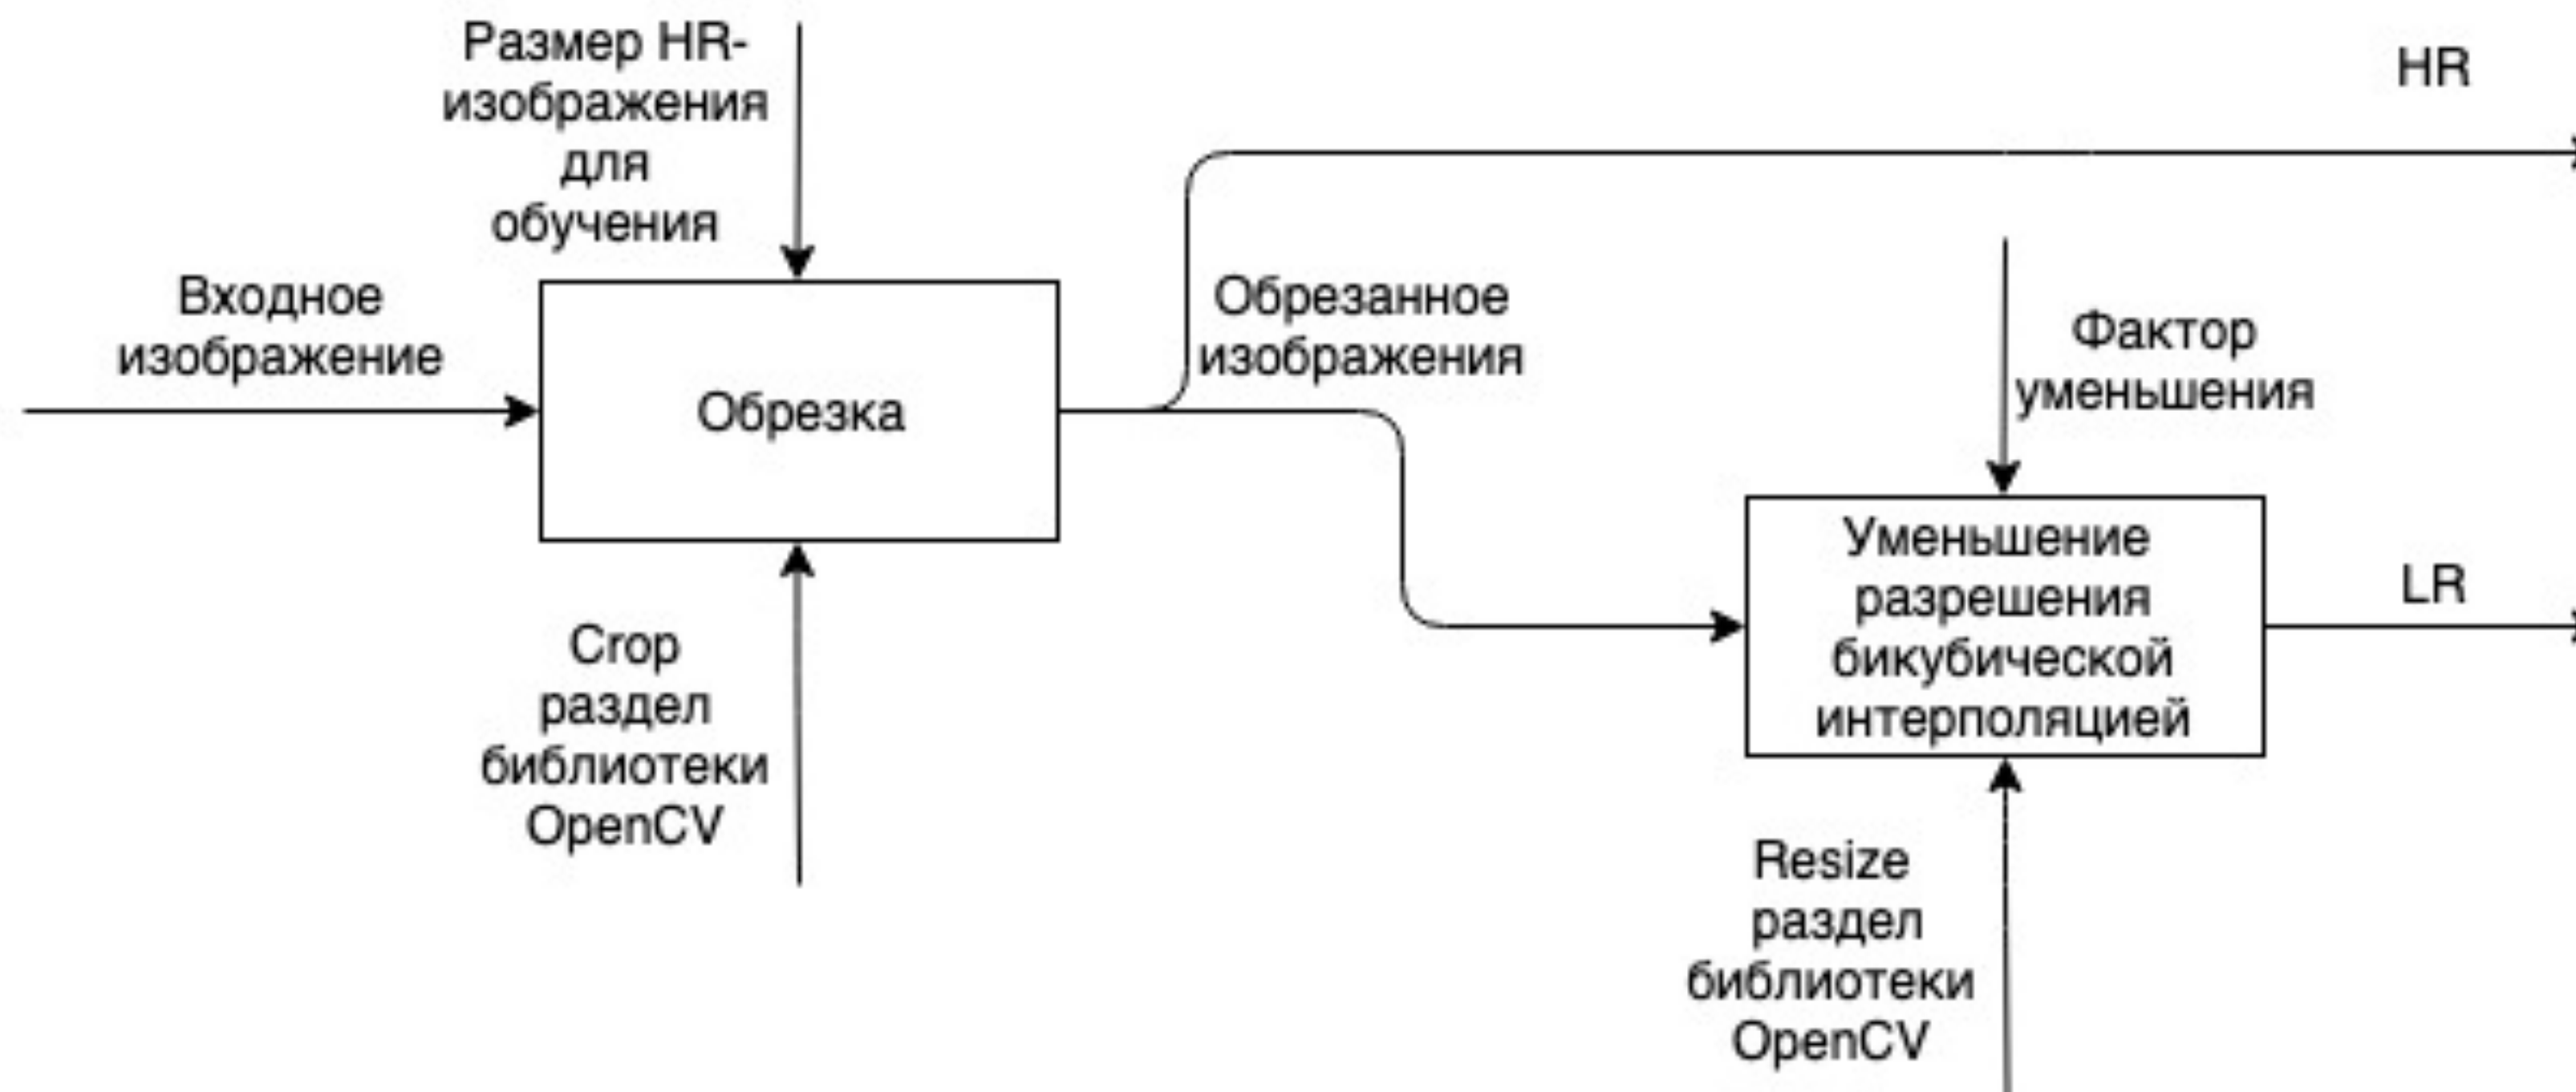 Размер HR-
изображения
для
обучения
HR
Входное
изображение
Обрезанное
изображения
Фактор
уменьшения
Обрезка
Уменьшение
разрешения
бикубической
интерполяцией
LR
Crop
раздел
библиотеки
OpenCV
Resize
раздел
библиотеки
OpenCV